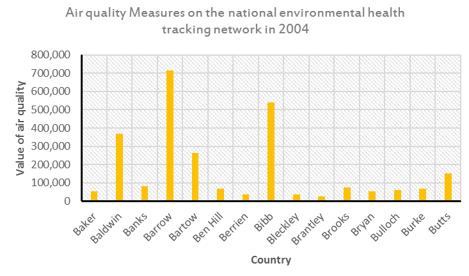 Air quality Measures on the national environmental health
tracking network in 2004
Value of air quality
800,000
700,000
600,000
500,000
400,000
300,000
200,000
100,000
0
Baker
Baldwin
Banks
Barrow
Bartow
Ben Hill
Berrien
Bibb
Bleckley
Brantley
Brooks
Bryan
Bulloch
Burke
Butts
Country